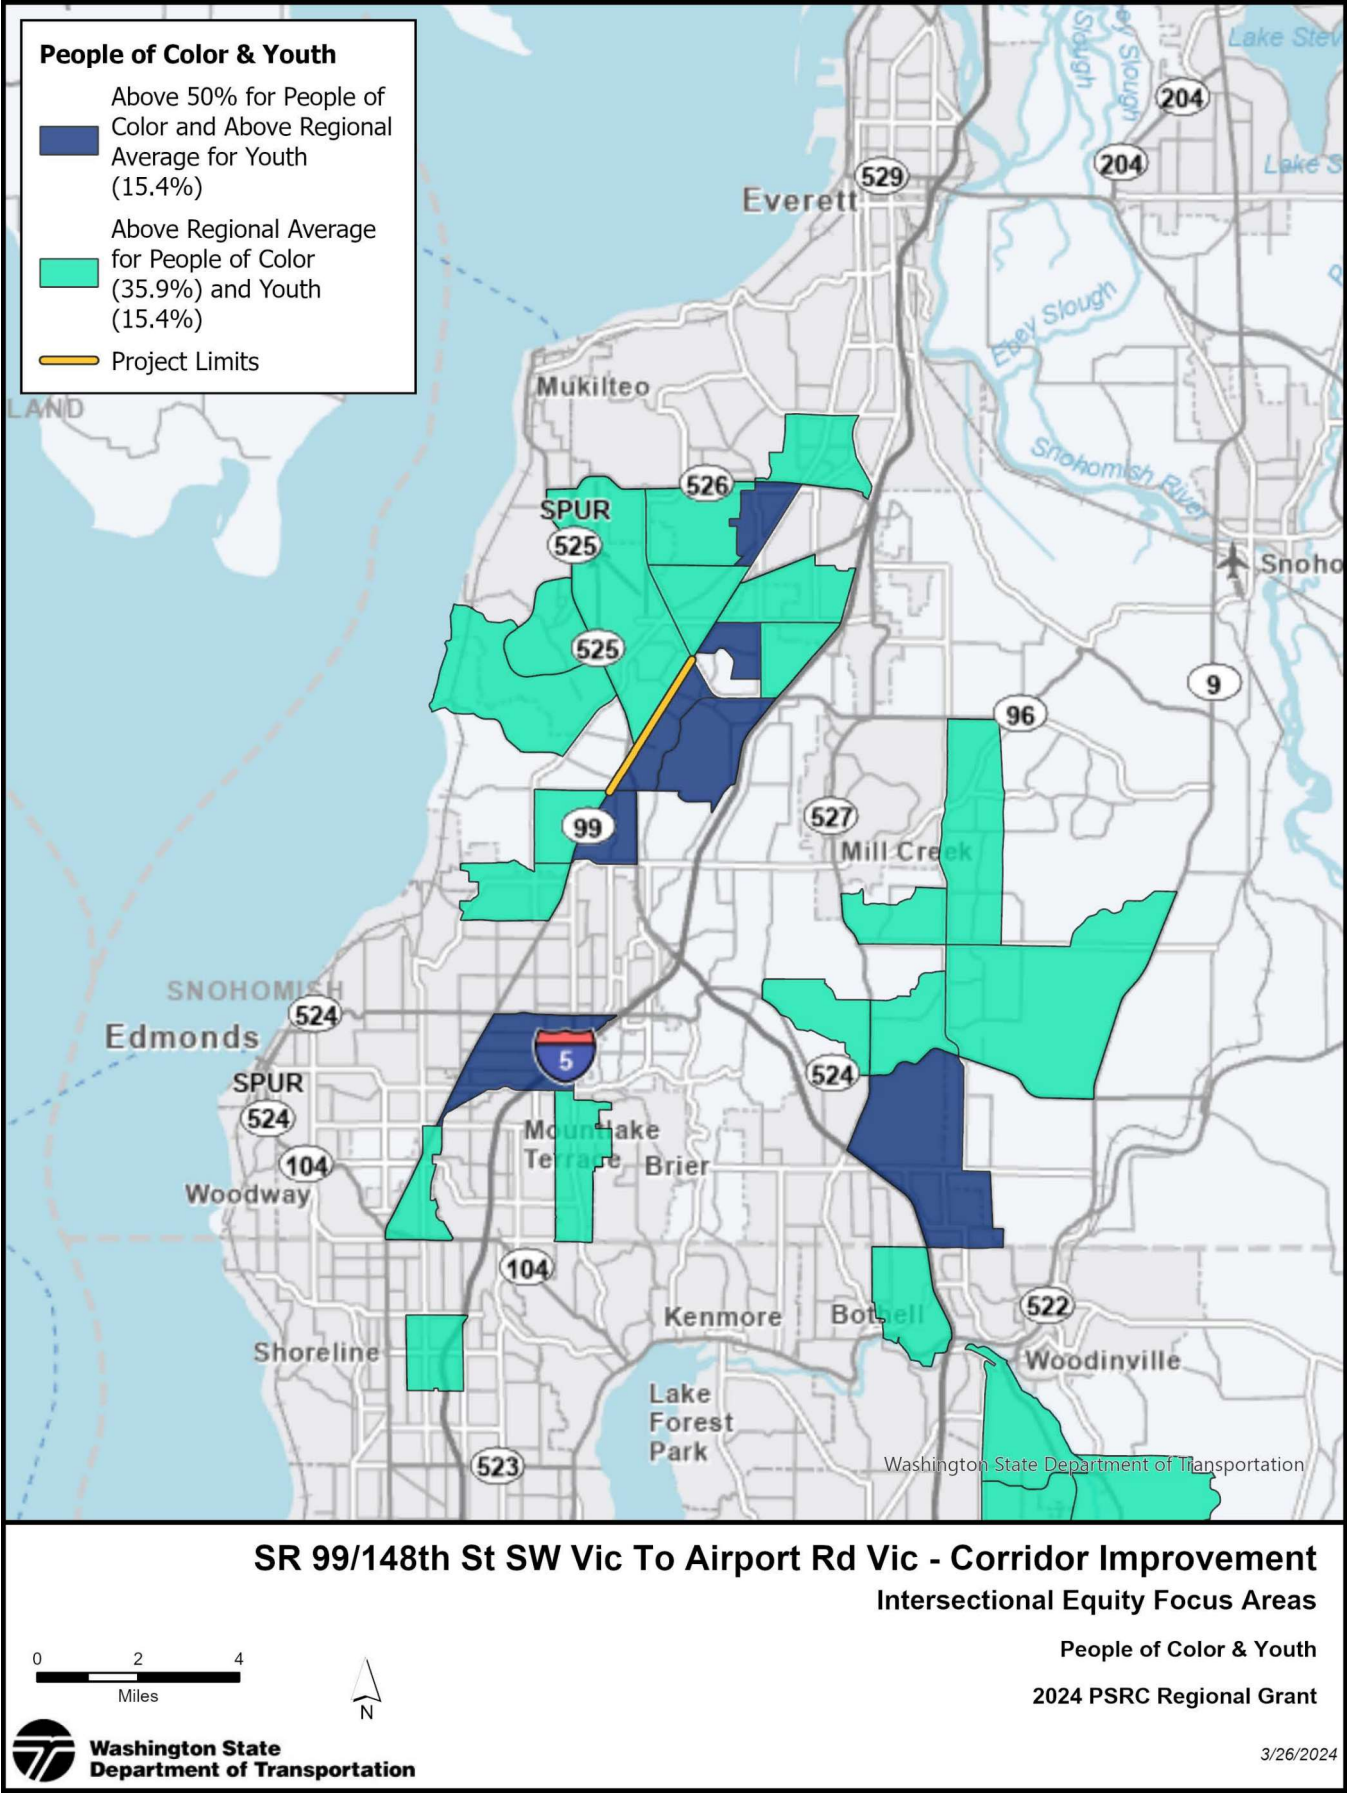 People of Color & Youth
Above 50% for People of
Color and Above Regional
Average for Youth
(15.4%)
Above Regional Average
for People of Color
(35.9%) and Youth
(15.4%)
Project Limits
Lake Stev
Slough
ey Slough
204
204
Lake S
529
Everett
Ebey Slough
LAND
Mukilteo
Snohomish River
526
SPUR
525
Snoho
525
9
96
99
527
Mill Creek
SNOHOMISH
524
Edmonds
5
SPUR
524
524
Mountlake
Terrace
Brier
104
Woodway
104
522
Kenmore
Bothell
Shoreline
Woodinville
Lake
Forest
Park
Washington State Department of Transportation
523
SR 99/148th St SW Vic To Airport Rd Vic - Corridor Improvement
Intersectional Equity Focus Areas
People of Color & Youth
2024 PSRC Regional Grant
0 2 4
Miles
N
Washington State
Department of Transportation
3/26/2024